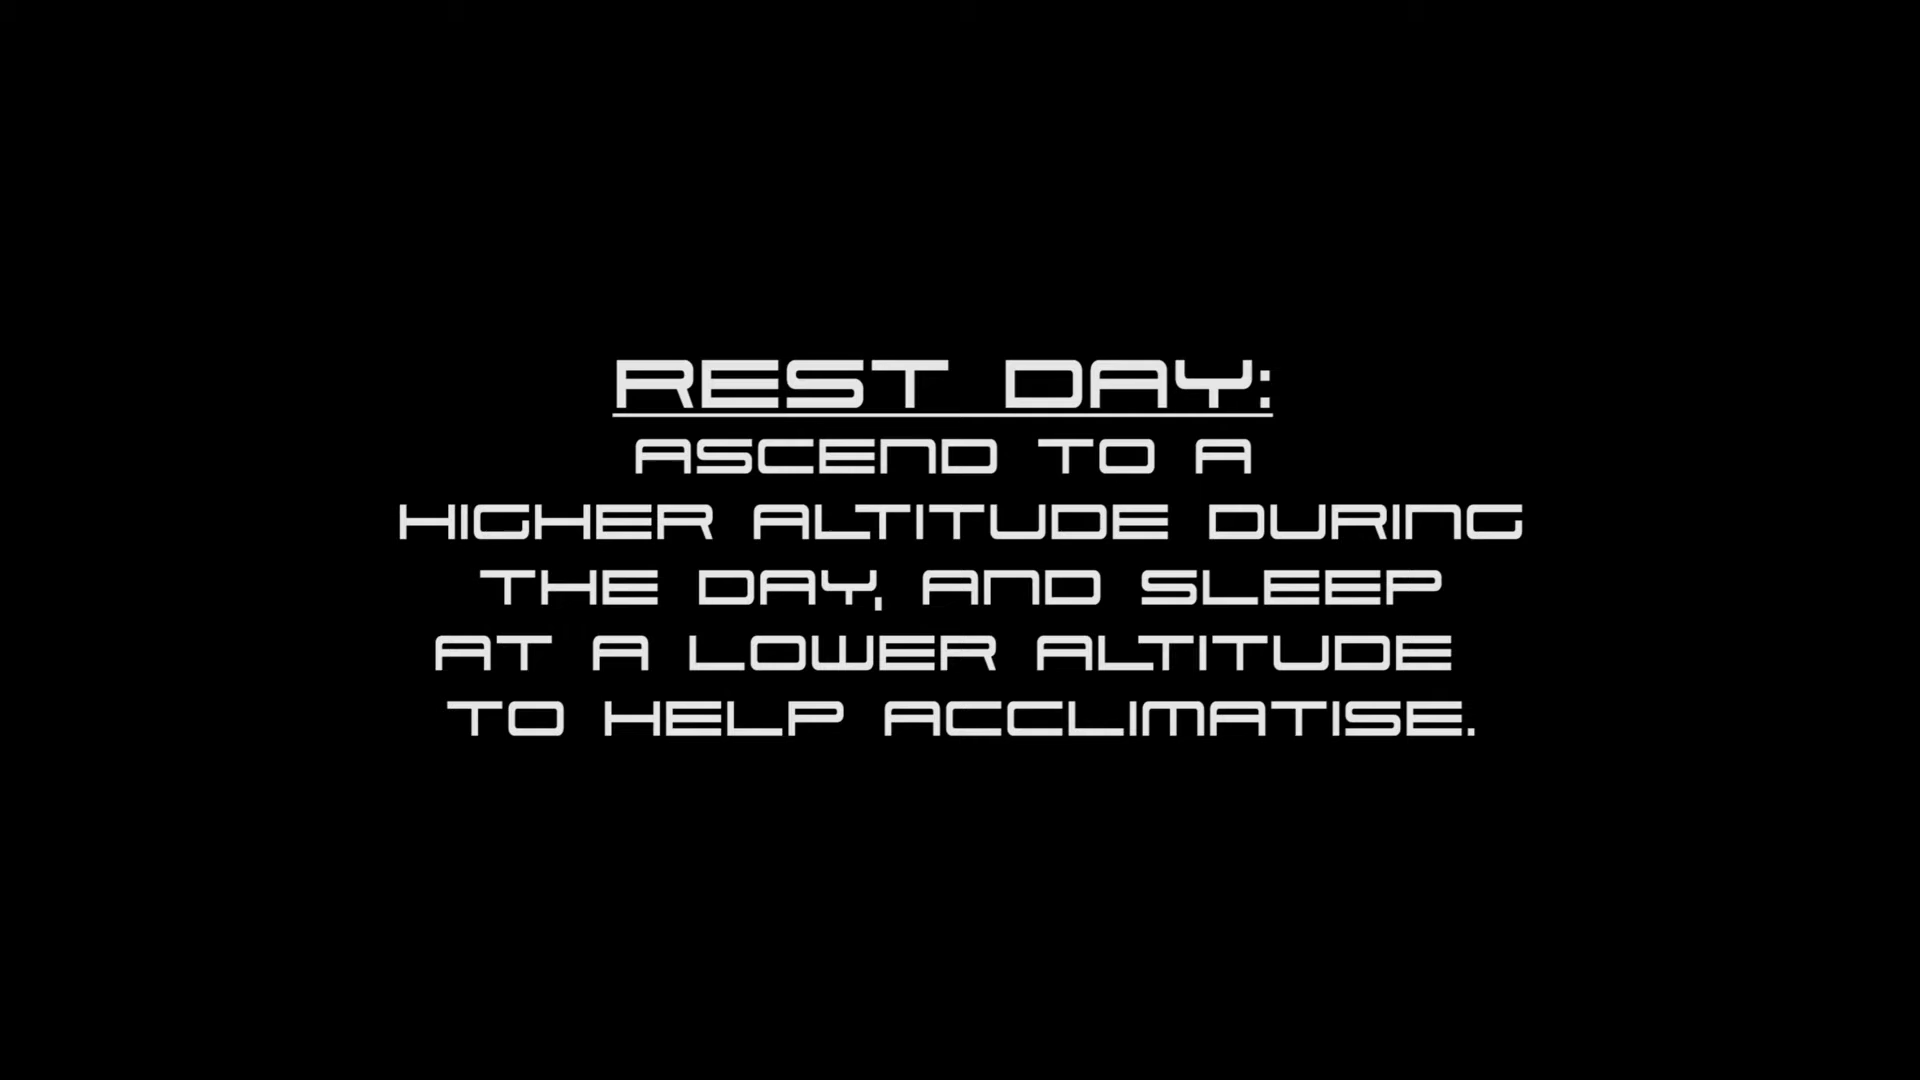 REST DAY:
ASCEND TO A
HIGHER ALTITUDE DURING
THE DAY, AND SLEEP
AT A LOWER ALTITUDE
TO HELP ACCLIMATISE.